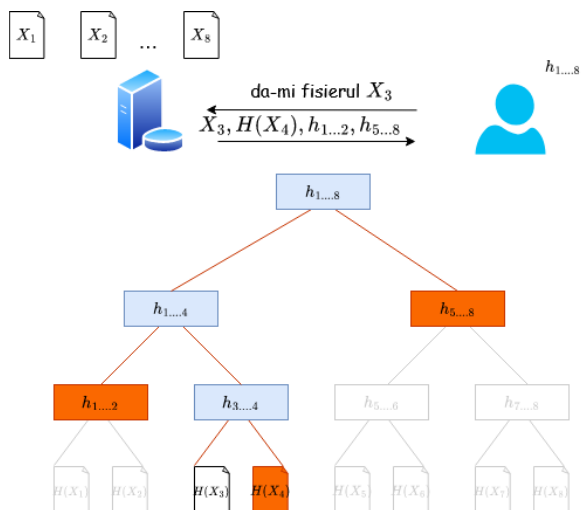 X₁ X₂ ... X₈
h₁....₈
da-mi fisierul X₃
X₃, H(X₄), h₁...₂, h₅...₈
h₁....₈
h₁....₄ h₅....₈
h₁....₂ h₃....₄ h₅....₆ h₇....₈
H(X₁) H(X₂) H(X₃) H(X₄) H(X₅) H(X₆) H(X₇) H(X₈)